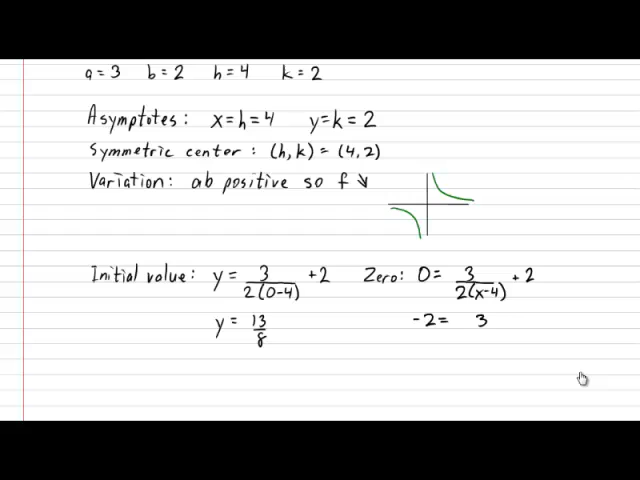 a = 3 b = 2 h = 4 k = 2
Asymptotes: x = h = 4 y = k = 2
Symmetric center: (h, k) = (4, 2)
Variation: ab positive so f ↘
Initial value: y = 3/2(0-4) + 2 Zero: 0 = 3/2(x-4) + 2
y = 13/8 -2 = 3